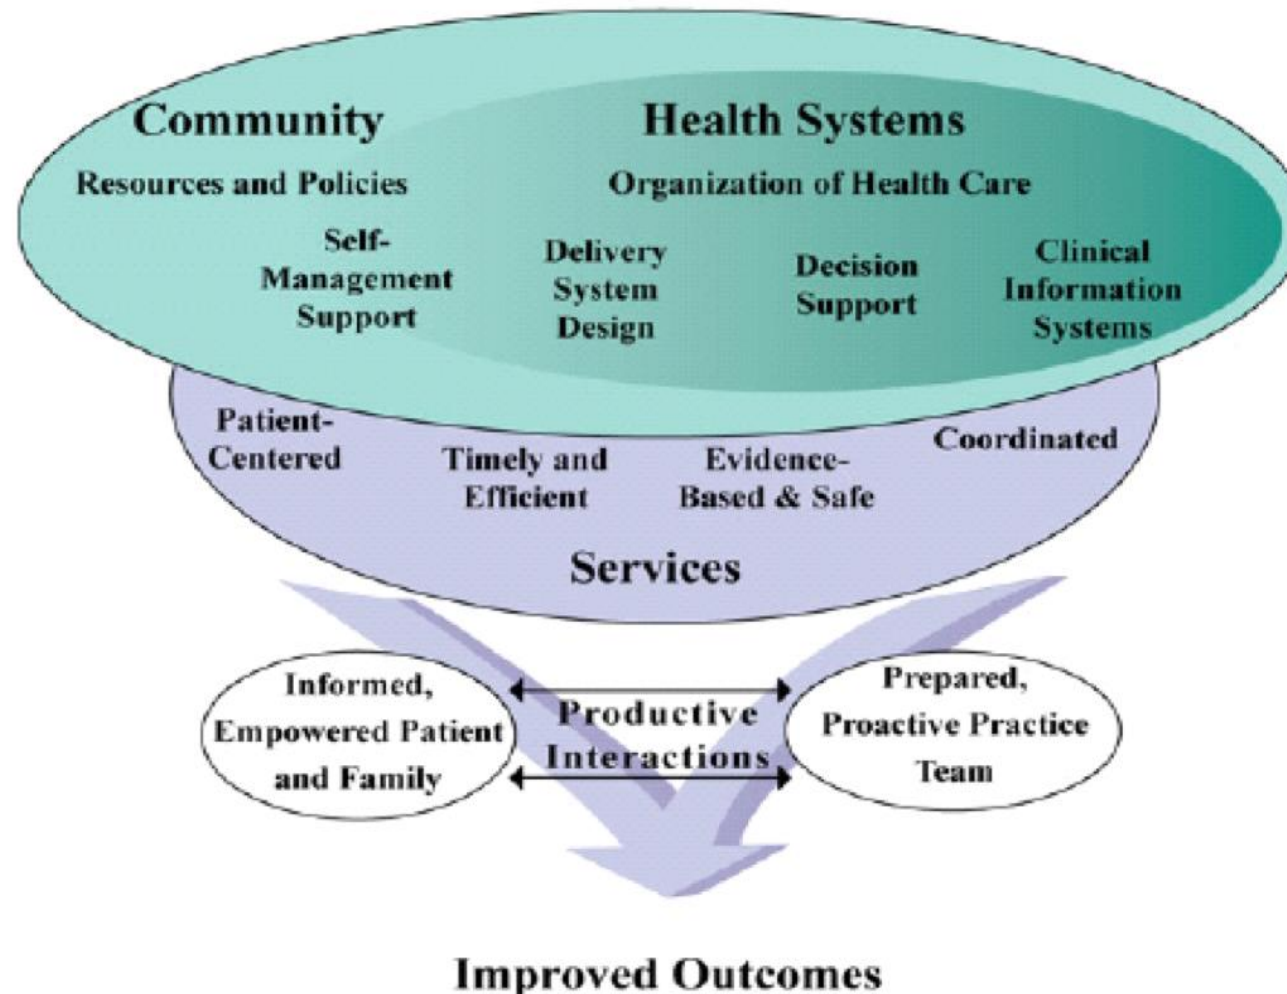 Community
Health Systems
Resources and Policies
Organization of Health Care
Self-
Management
Support
Delivery
System
Design
Decision
Support
Clinical
Information
Systems
Patient-
Centered
Timely and
Efficient
Evidence-
Based & Safe
Coordinated
Services
Informed,
Empowered Patient
and Family
Productive
Interactions
Prepared,
Proactive Practice
Team
Improved Outcomes